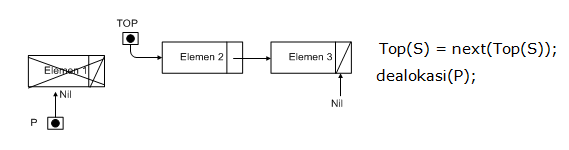 TOP
Elemen 1
Elemen 2
Elemen 3
Top(S) = next(Top(S));
dealokasi(P);
Nil
Nil
P